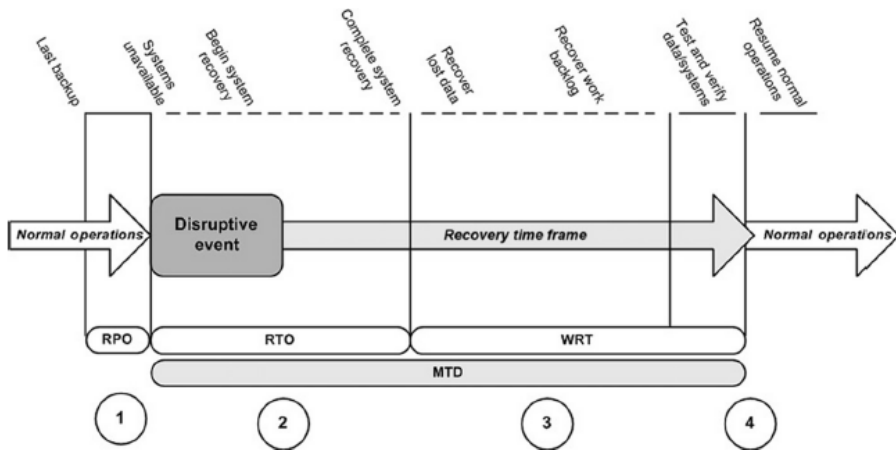 Last backup
Systems
unavailable
Begin system
recovery
Complete system
recovery
Recover
lost data
Recover work
backlog
Test and verify
data/systems
Resume normal
operations
Normal operations
Disruptive
event
Recovery time frame
Normal operations
RPO
RTO
WRT
MTD
1
2
3
4